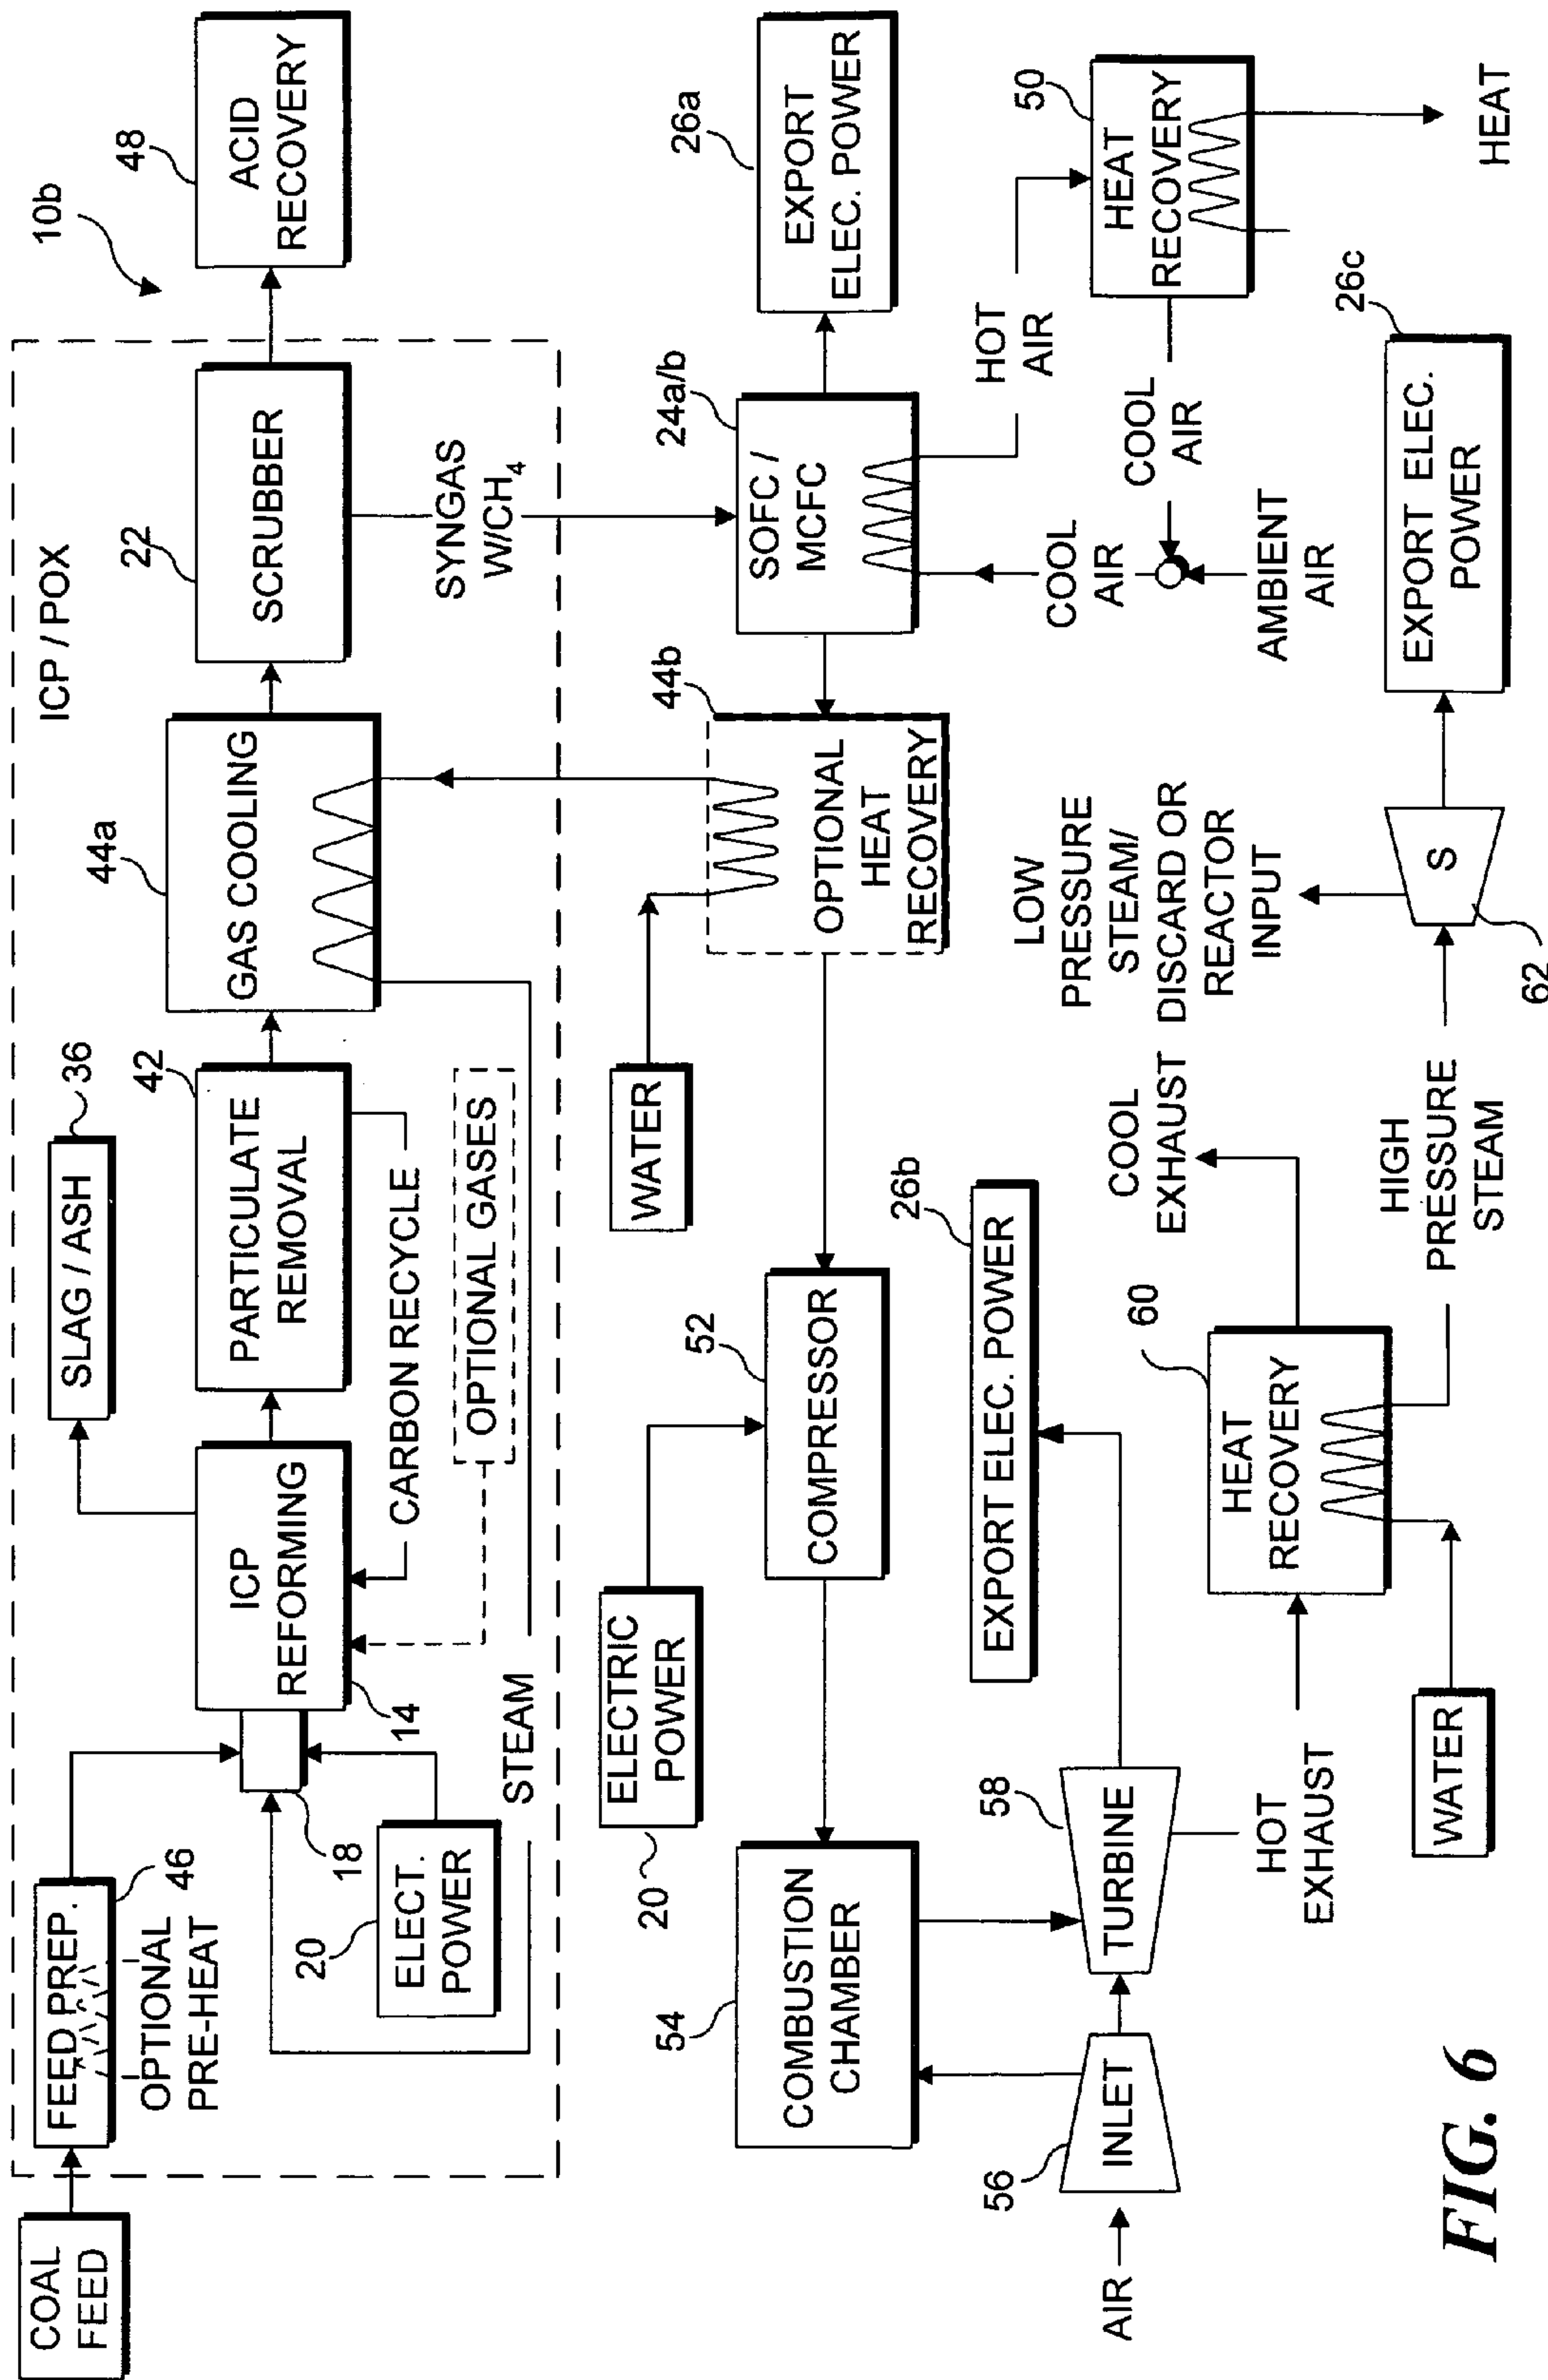 COAL
FEED
FEED PREP.
46
OPTIONAL
PRE-HEAT
20
ELECT.
POWER
18
14
ICP
REFORMING
SLAG / ASH
36
PARTICULATE
REMOVAL
42
CARBON RECYCLE
OPTIONAL GASES
STEAM
44a
GAS COOLING
ICP / POX
22
SCRUBBER
SYNGAS
W/CH4
10b
48
ACID
RECOVERY
20
ELECTRIC
POWER
WATER
54
COMBUSTION
CHAMBER
52
COMPRESSOR
44b
OPTIONAL
HEAT
RECOVERY
24a/b
SOFC /
MCFC
26a
EXPORT
ELEC. POWER
COOL
AIR
HOT
AIR
COOL
AIR
AMBIENT
AIR
50
HEAT
RECOVERY
HEAT
AIR
56
INLET
58
TURBINE
HOT
EXHAUST
26b
EXPORT ELEC. POWER
60
HEAT
RECOVERY
WATER
COOL
EXHAUST
HIGH
PRESSURE
STEAM
LOW
PRESSURE
STEAM/
DISCARD OR
REACTOR
INPUT
S
62
26c
EXPORT ELEC.
POWER
FIG. 6